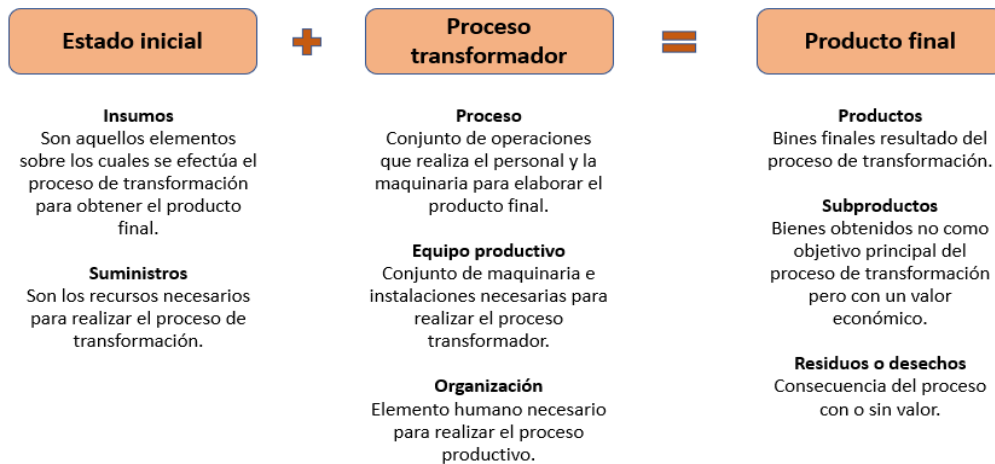 Estado inicial
+
Proceso
transformador
=
Producto final
Insumos
Son aquellos elementos
sobre los cuales se efectúa el
proceso de transformación
para obtener el producto
final.
Suministros
Son los recursos necesarios
para realizar el proceso de
transformación.
Proceso
Conjunto de operaciones
que realiza el personal y la
maquinaria para elaborar el
producto final.
Equipo productivo
Conjunto de maquinaria e
instalaciones necesarias para
realizar el proceso
transformador.
Organización
Elemento humano necesario
para realizar el proceso
productivo.
Productos
Bines finales resultado del
proceso de transformación.
Subproductos
Bienes obtenidos no como
objetivo principal del
proceso de transformación
pero con un valor
económico.
Residuos o desechos
Consecuencia del proceso
con o sin valor.